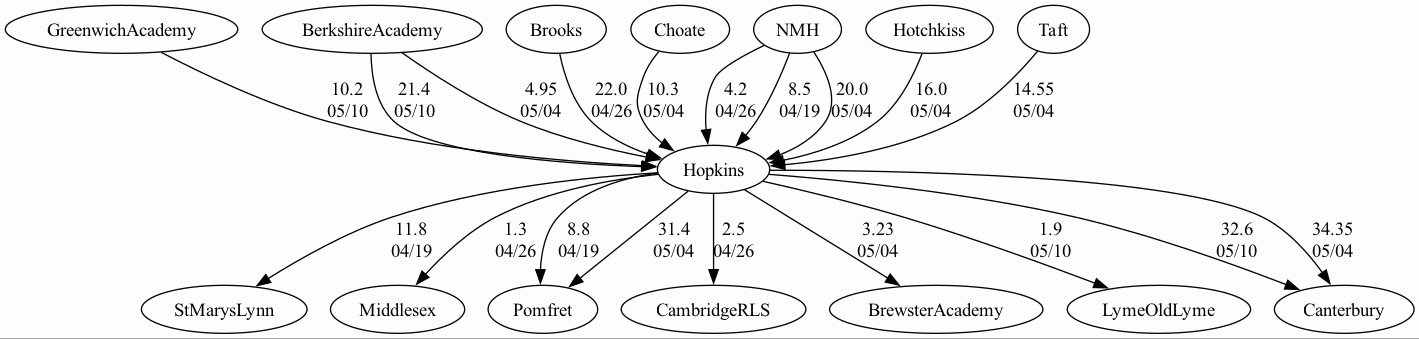 GreenwichAcademy
BerkshireAcademy
Brooks
Choate
NMH
Hotchkiss
Taft
10.2
05/10
21.4
05/10
4.95
05/04
22.0
04/26
10.3
05/04
4.2
04/26
8.5
04/19
20.0
05/04
16.0
05/04
14.55
05/04
Hopkins
11.8
04/19
1.3
04/26
8.8
04/19
31.4
05/04
2.5
04/26
3.23
05/04
1.9
05/10
32.6
05/10
34.35
05/04
StMarysLynn
Middlesex
Pomfret
CambridgeRLS
BrewsterAcademy
LymeOldLyme
Canterbury